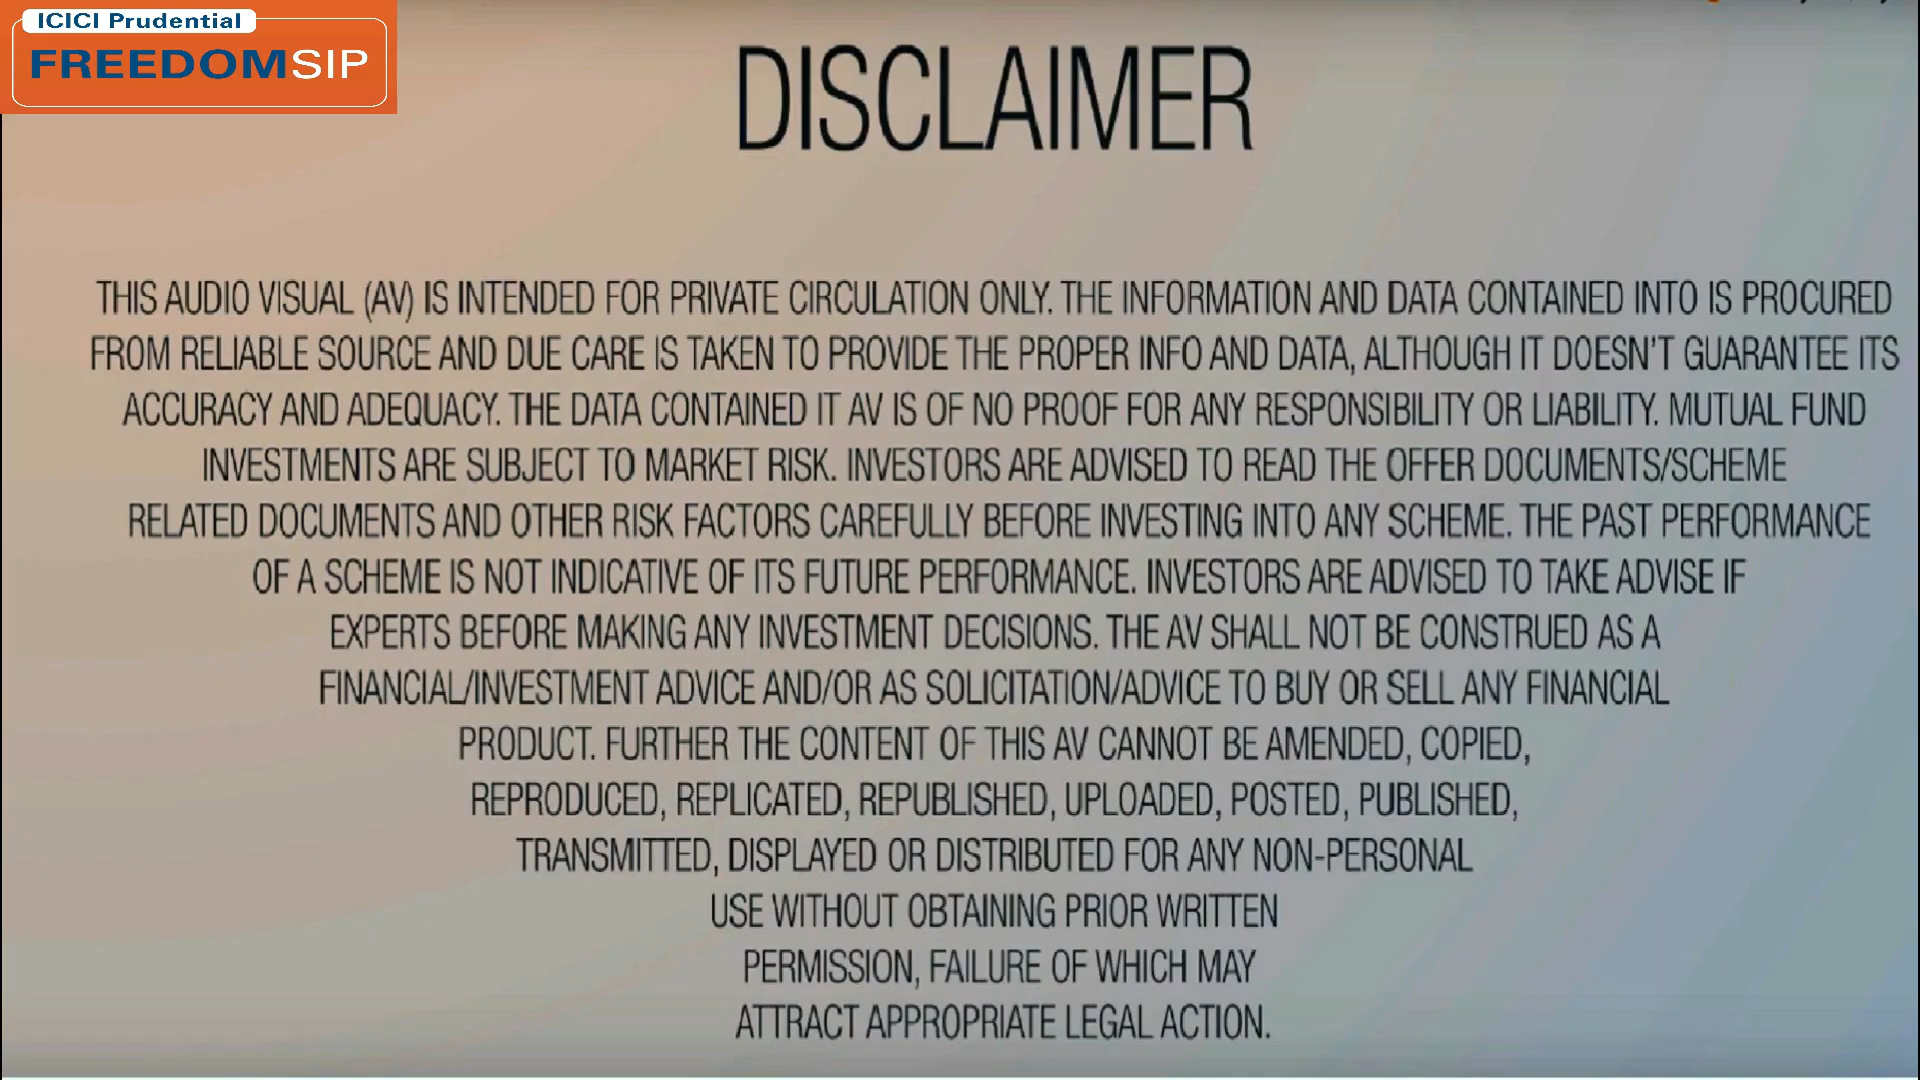 ICICI Prudential
FREEDOMSIP
DISCLAIMER
THIS AUDIO VISUAL (AV) IS INTENDED FOR PRIVATE CIRCULATION ONLY. THE INFORMATION AND DATA CONTAINED INTO IS PROCURED
FROM RELIABLE SOURCE AND DUE CARE IS TAKEN TO PROVIDE THE PROPER INFO AND DATA, ALTHOUGH IT DOESN'T GUARANTEE ITS
ACCURACY AND ADEQUACY. THE DATA CONTAINED IT AV IS OF NO PROOF FOR ANY RESPONSIBILITY OR LIABILITY. MUTUAL FUND
INVESTMENTS ARE SUBJECT TO MARKET RISK. INVESTORS ARE ADVISED TO READ THE OFFER DOCUMENTS/SCHEME
RELATED DOCUMENTS AND OTHER RISK FACTORS CAREFULLY BEFORE INVESTING INTO ANY SCHEME. THE PAST PERFORMANCE
OF A SCHEME IS NOT INDICATIVE OF ITS FUTURE PERFORMANCE. INVESTORS ARE ADVISED TO TAKE ADVISE IF
EXPERTS BEFORE MAKING ANY INVESTMENT DECISIONS. THE AV SHALL NOT BE CONSTRUED AS A
FINANCIAL/INVESTMENT ADVICE AND/OR AS SOLICITATION/ADVICE TO BUY OR SELL ANY FINANCIAL
PRODUCT. FURTHER THE CONTENT OF THIS AV CANNOT BE AMENDED, COPIED,
REPRODUCED, REPLICATED, REPUBLISHED, UPLOADED, POSTED, PUBLISHED,
TRANSMITTED, DISPLAYED OR DISTRIBUTED FOR ANY NON-PERSONAL
USE WITHOUT OBTAINING PRIOR WRITTEN
PERMISSION, FAILURE OF WHICH MAY
ATTRACT APPROPRIATE LEGAL ACTION.